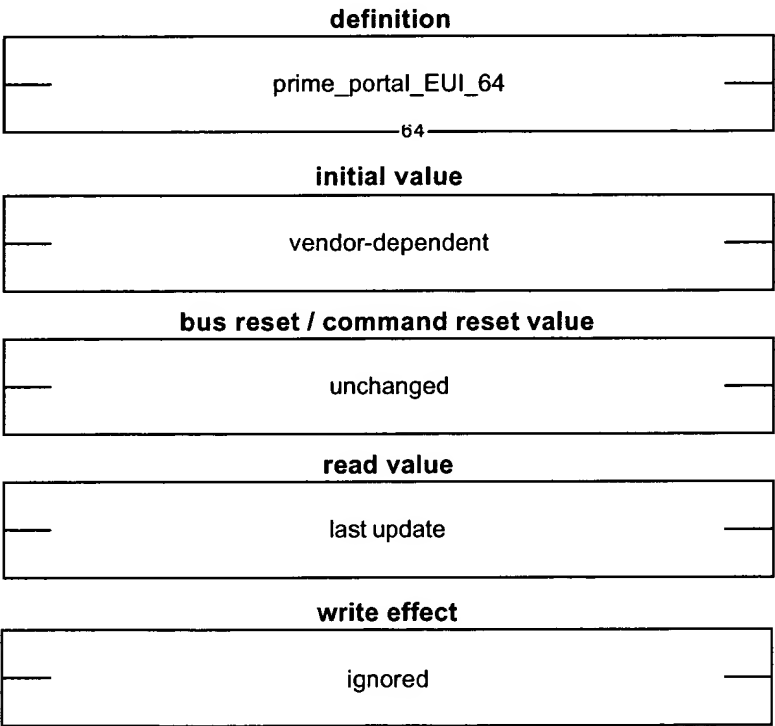 definition
prime_portal_EUI_64
64
initial value
vendor-dependent
bus reset / command reset value
unchanged
read value
last update
write effect
ignored